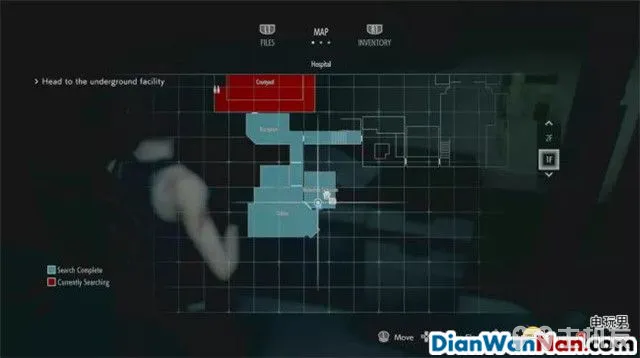 FILES
MAP
INVENTORY
Hospital
> Head to the underground facility
Courtyard
Reception
2F
1F
Office
Search Complete
Currently Searching
Move
电玩男
DianWanNan.com